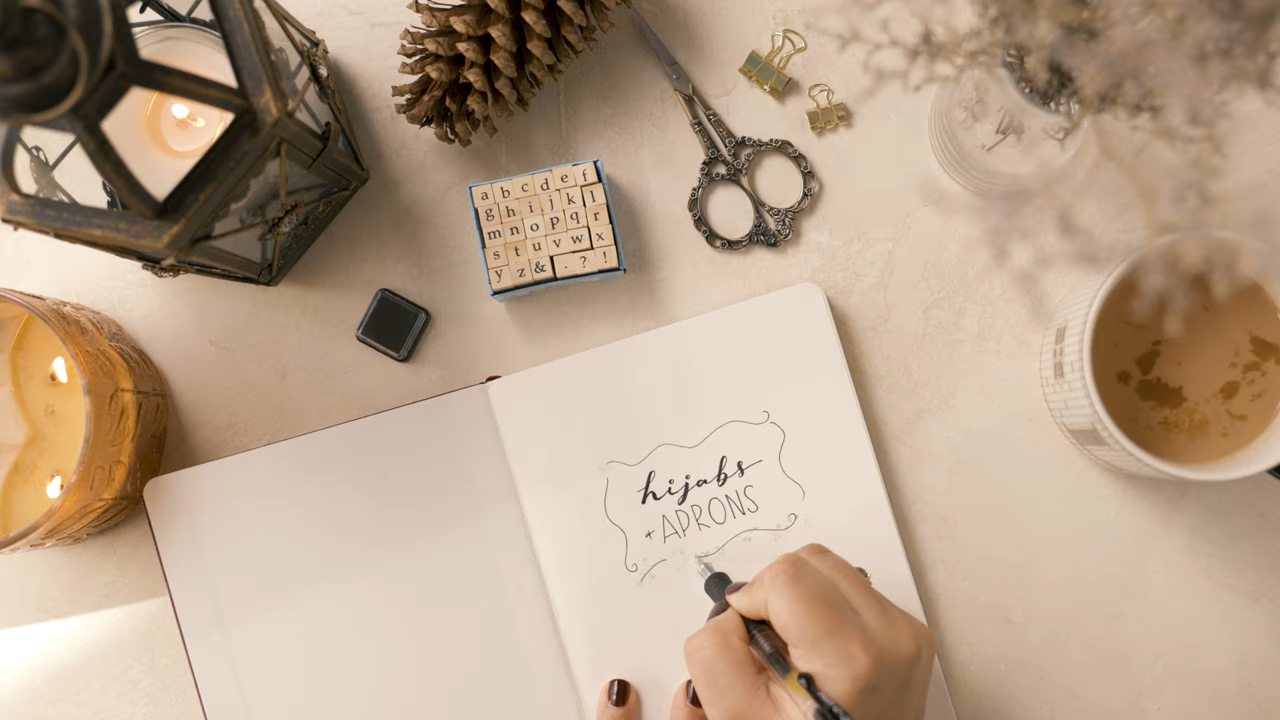 a b c d e f
g h i j k l
m n o p q r
s t u v w x
y z & . ? !
hijabs
+ APRONS